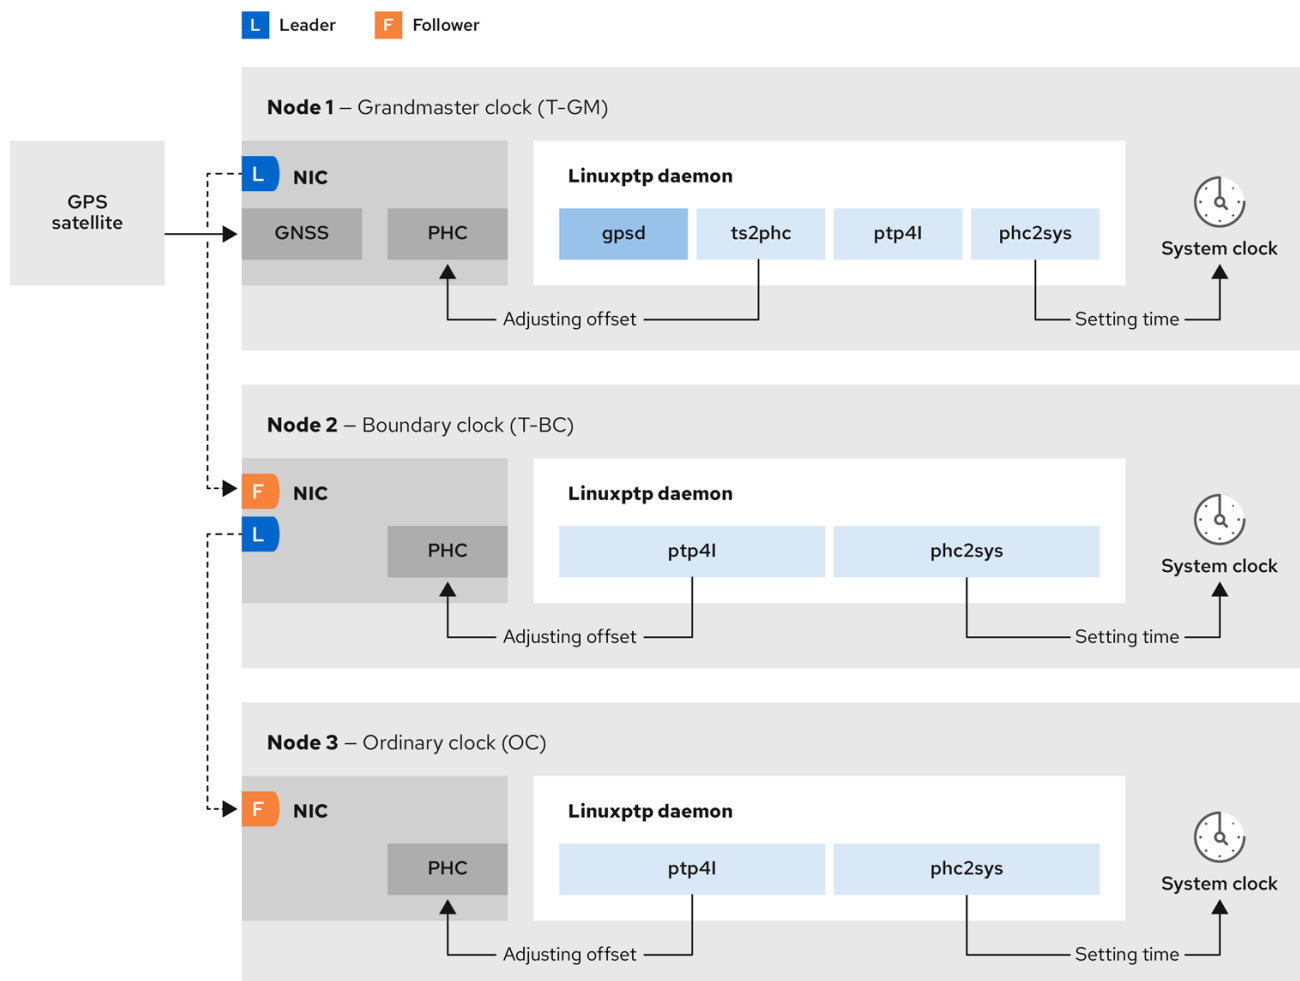 L Leader F Follower
Node 1 – Grandmaster clock (T-GM)
GPS
satellite
L NIC
GNSS PHC
Linuxptp daemon
gpsd ts2phc ptp4l phc2sys
System clock
Adjusting offset
Setting time
Node 2 – Boundary clock (T-BC)
F NIC
L
PHC
Linuxptp daemon
ptp4l phc2sys
System clock
Adjusting offset
Setting time
Node 3 – Ordinary clock (OC)
F NIC
PHC
Linuxptp daemon
ptp4l phc2sys
System clock
Adjusting offset
Setting time